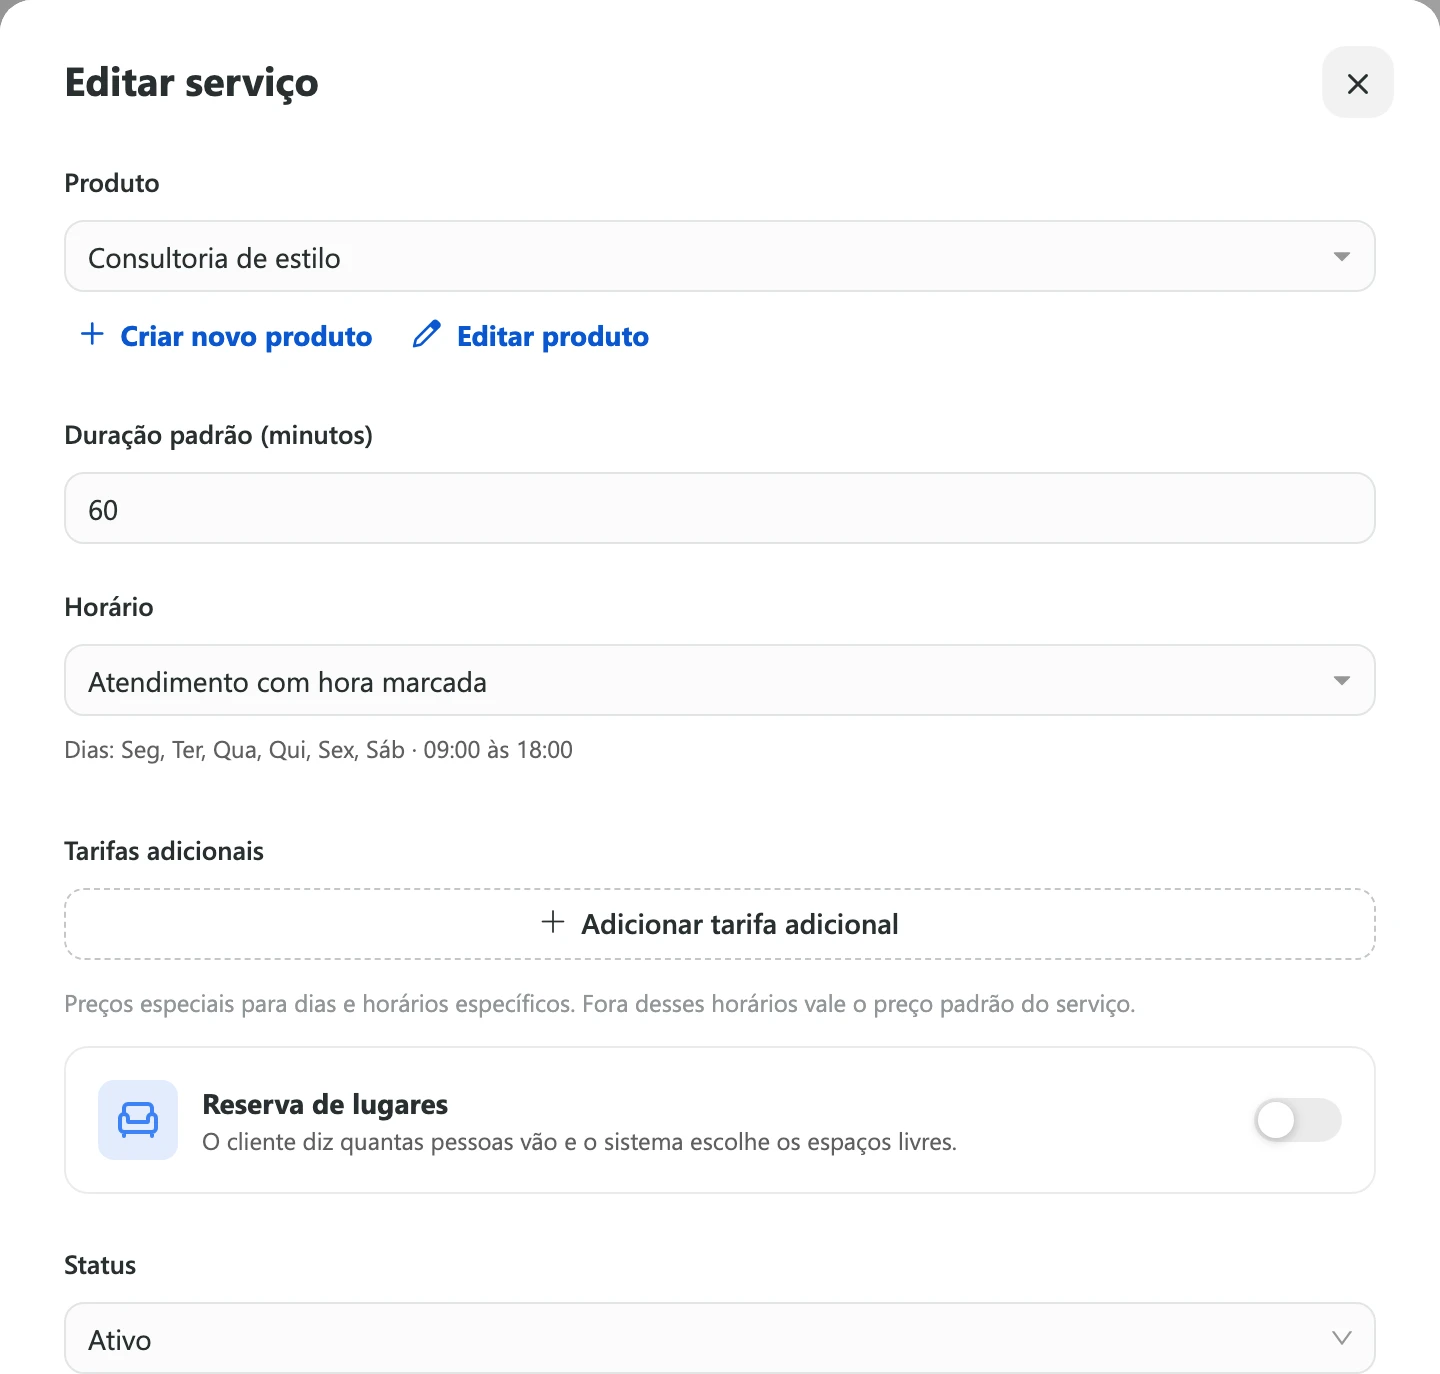 Editar serviço
Produto
Consultoria de estilo
Criar novo produto
Editar produto
Duração padrão (minutos)
60
Horário
Atendimento com hora marcada
Dias: Seg, Ter, Qua, Qui, Sex, Sáb · 09:00 às 18:00
Tarifas adicionais
Adicionar tarifa adicional
Preços especiais para dias e horários específicos. Fora desses horários vale o preço padrão do serviço.
Reserva de lugares
O cliente diz quantas pessoas vão e o sistema escolhe os espaços livres.
Status
Ativo